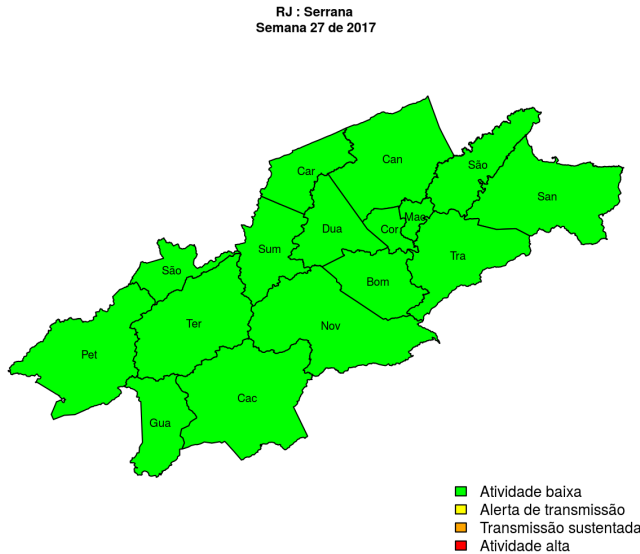 RJ : Serrana
Semana 27 de 2017
Car
Can
São
San
Mac
Cor
Dua
Sum
Tra
São
Bom
Ter
Nov
Pet
Cac
Gua
Atividade baixa
Alerta de transmissão
Transmissão sustentada
Atividade alta